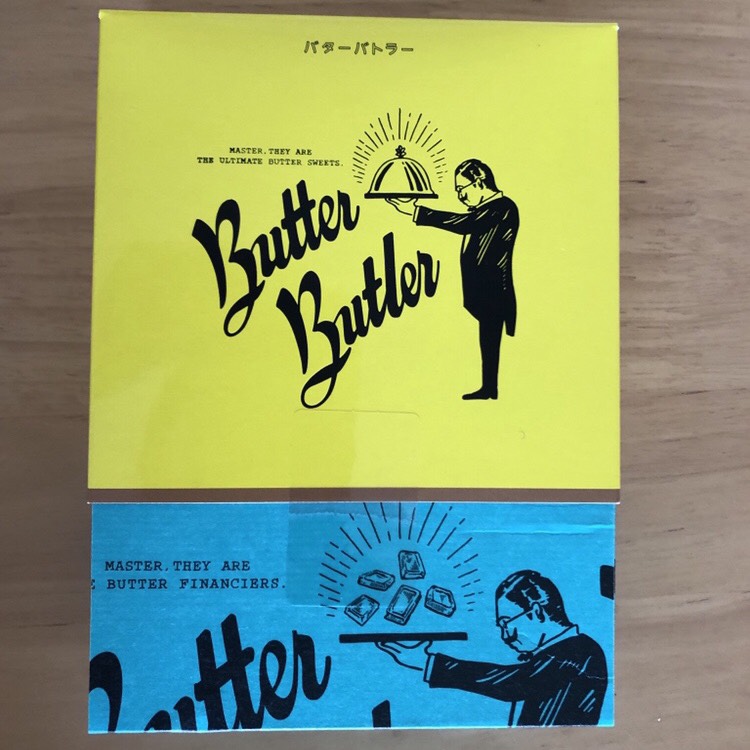 バターバトラー
MASTER, THEY ARE
THE ULTIMATE BUTTER SWEETS.
Butter
Butler
MASTER, THEY ARE
BUTTER FINANCIERS.
Butter